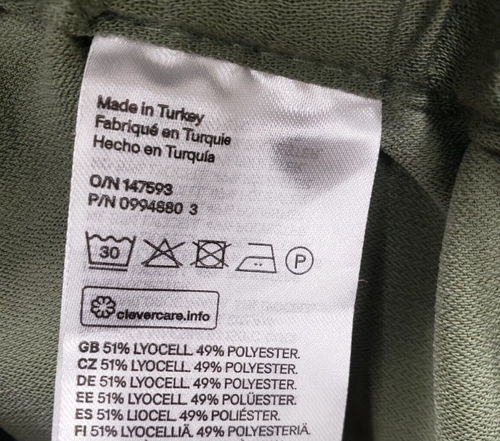 Made in Turkey
Fabriqué en Turquie
Hecho en Turquía
O/N 147593
P/N 0994880 3
30
P
clevercare.info
GB 51% LYOCELL. 49% POLYESTER.
CZ 51% LYOCELL. 49% POLYESTER.
DE 51% LYOCELL. 49% POLYESTER.
EE 51% LYOCELL. 49% POLÜESTER.
ES 51% LIOCEL. 49% POLIÉSTER.
FI 51% LYOCELLIÄ. 49% POLYESTERIÄ.